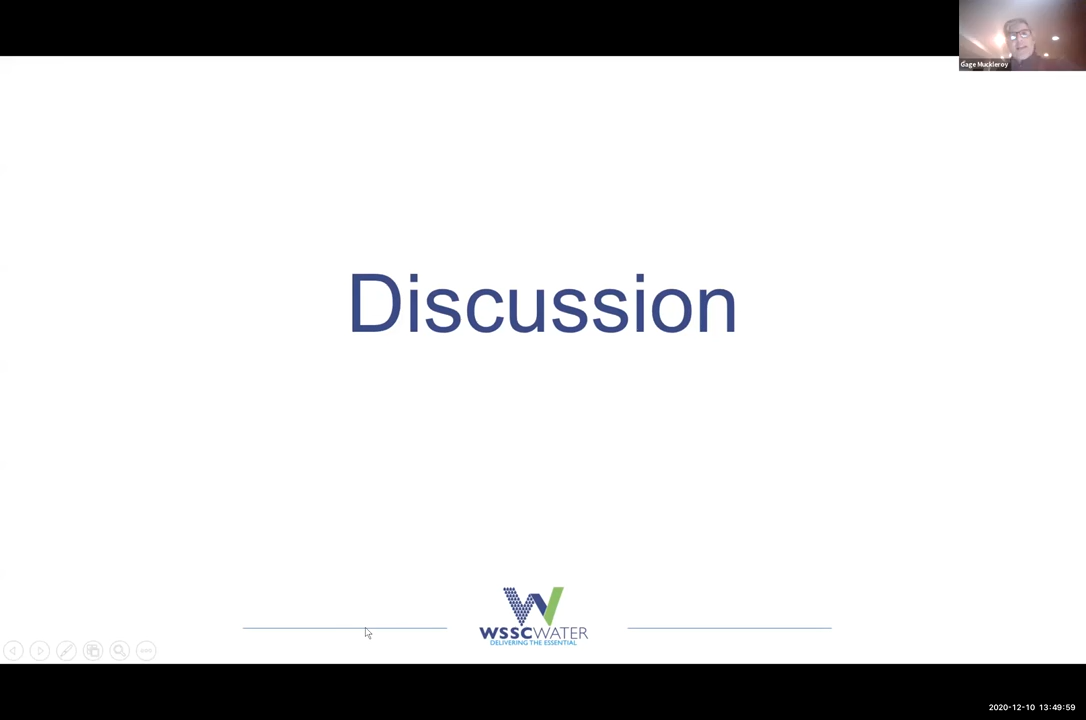 Gage Muckleroy
Discussion
WSSCWATER
DELIVERING THE ESSENTIAL
2020-12-10 13:49:59